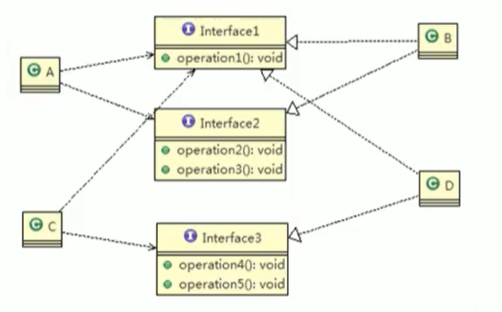 I Interface1
operation1(): void
C B
C A
I Interface2
operation2(): void
operation3(): void
C D
C C
I Interface3
operation4(): void
operation5(): void